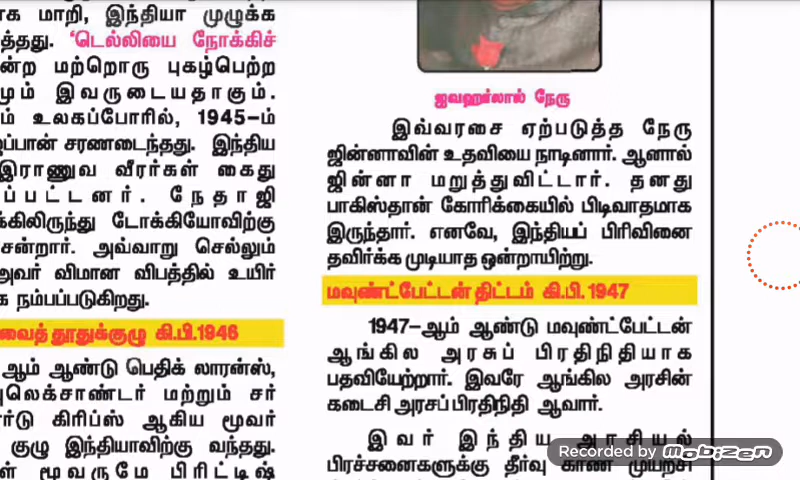 ாக மாறி, இந்தியா முழுக்க
த்தது. 'டெல்லியை நோக்கிச்
ன்ற மற்றொரு புகழ்பெற்ற
மும் இவருடையதாகும்.
ம் உலகப்போரில், 1945-ம்
ப்பான் சரணடைந்தது. இந்திய
இராணுவ வீரர்கள் கைது
ப்பட்டனர். நேதாஜி
க்கிலிருந்து டோக்கியோவிற்கு
சென்றார். அவ்வாறு செல்லும்
அவர் விமான விபத்தில் உயிர்
க நம்பப்படுகிறது.
வைத் தூதுக்குழு கி.பி.1946
ஆம் ஆண்டு பெதிக் லாரன்ஸ்,
லெக்சாண்டர் மற்றும் சர்
ர்டு கிரிப்ஸ் ஆகிய மூவர்
குழு இந்தியாவிற்கு வந்தது.
ள் மூவருமே பிரிட்டிஷ்
ஜவஹர்லால் நேரு
இவ்வரசை ஏற்படுத்த நேரு
ஜின்னாவின் உதவியை நாடினார். ஆனால்
ஜின்னா மறுத்துவிட்டார். தனது
பாகிஸ்தான் கோரிக்கையில் பிடிவாதமாக
இருந்தார். எனவே, இந்தியப் பிரிவினை
தவிர்க்க முடியாத ஒன்றாயிற்று.
மவுண்ட்பேட்டன் திட்டம் கி.பி. 1947
1947-ஆம் ஆண்டு மவுண்ட்பேட்டன்
ஆங்கில அரசுப் பிரதிநிதியாக
பதவியேற்றார். இவரே ஆங்கில அரசின்
கடைசி அரசப் பிரதிநிதி ஆவார்.
இவர் இந்திய அரசியல்
பிரச்சனைகளுக்கு தீர்வு காண முயற்சி
Recorded by mobizen